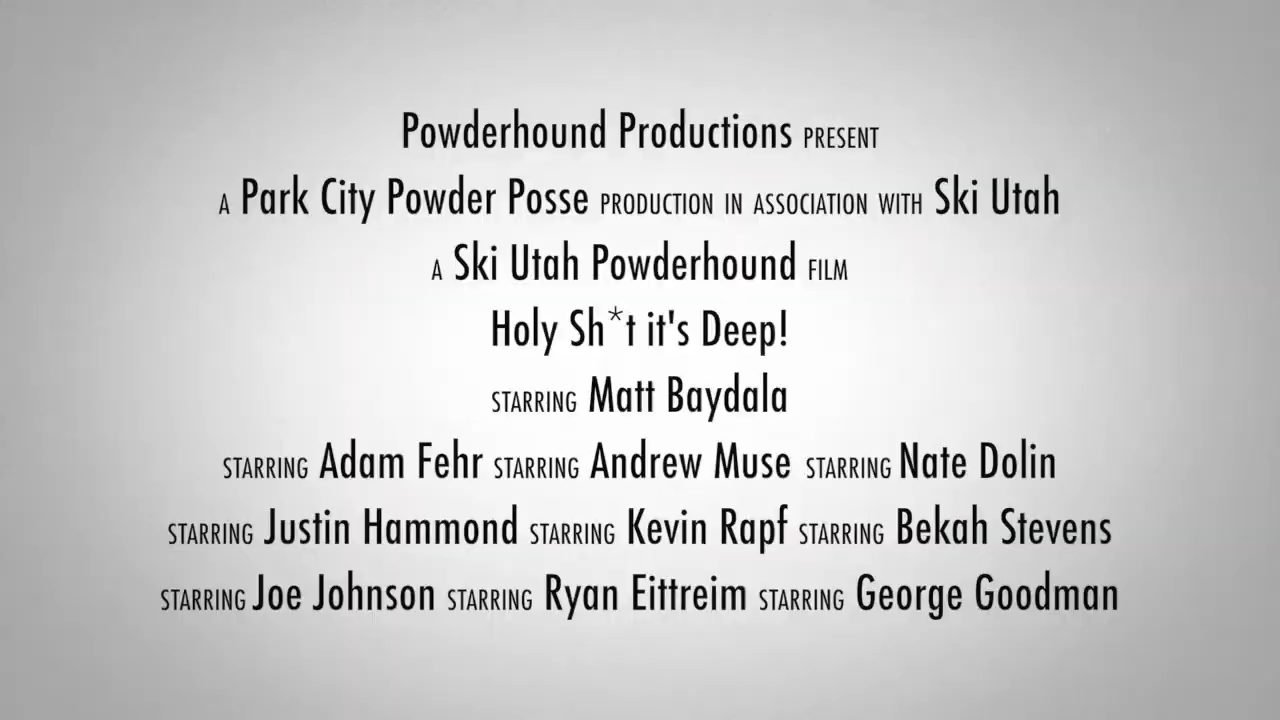 Powderhound Productions PRESENT
A Park City Powder Posse PRODUCTION IN ASSOCIATION WITH Ski Utah
A Ski Utah Powderhound FILM
Holy Sh*t it's Deep!
STARRING Matt Baydala
STARRING Adam Fehr STARRING Andrew Muse STARRING Nate Dolin
STARRING Justin Hammond STARRING Kevin Rapf STARRING Bekah Stevens
STARRING Joe Johnson STARRING Ryan Eittreim STARRING George Goodman